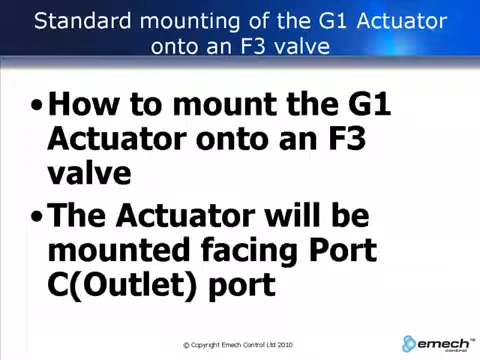 Standard mounting of the G1 Actuator
onto an F3 valve
•How to mount the G1
Actuator onto an F3
valve
•The Actuator will be
mounted facing Port
C(Outlet) port
© Copyright Emech Control Ltd 2010
emech™
control